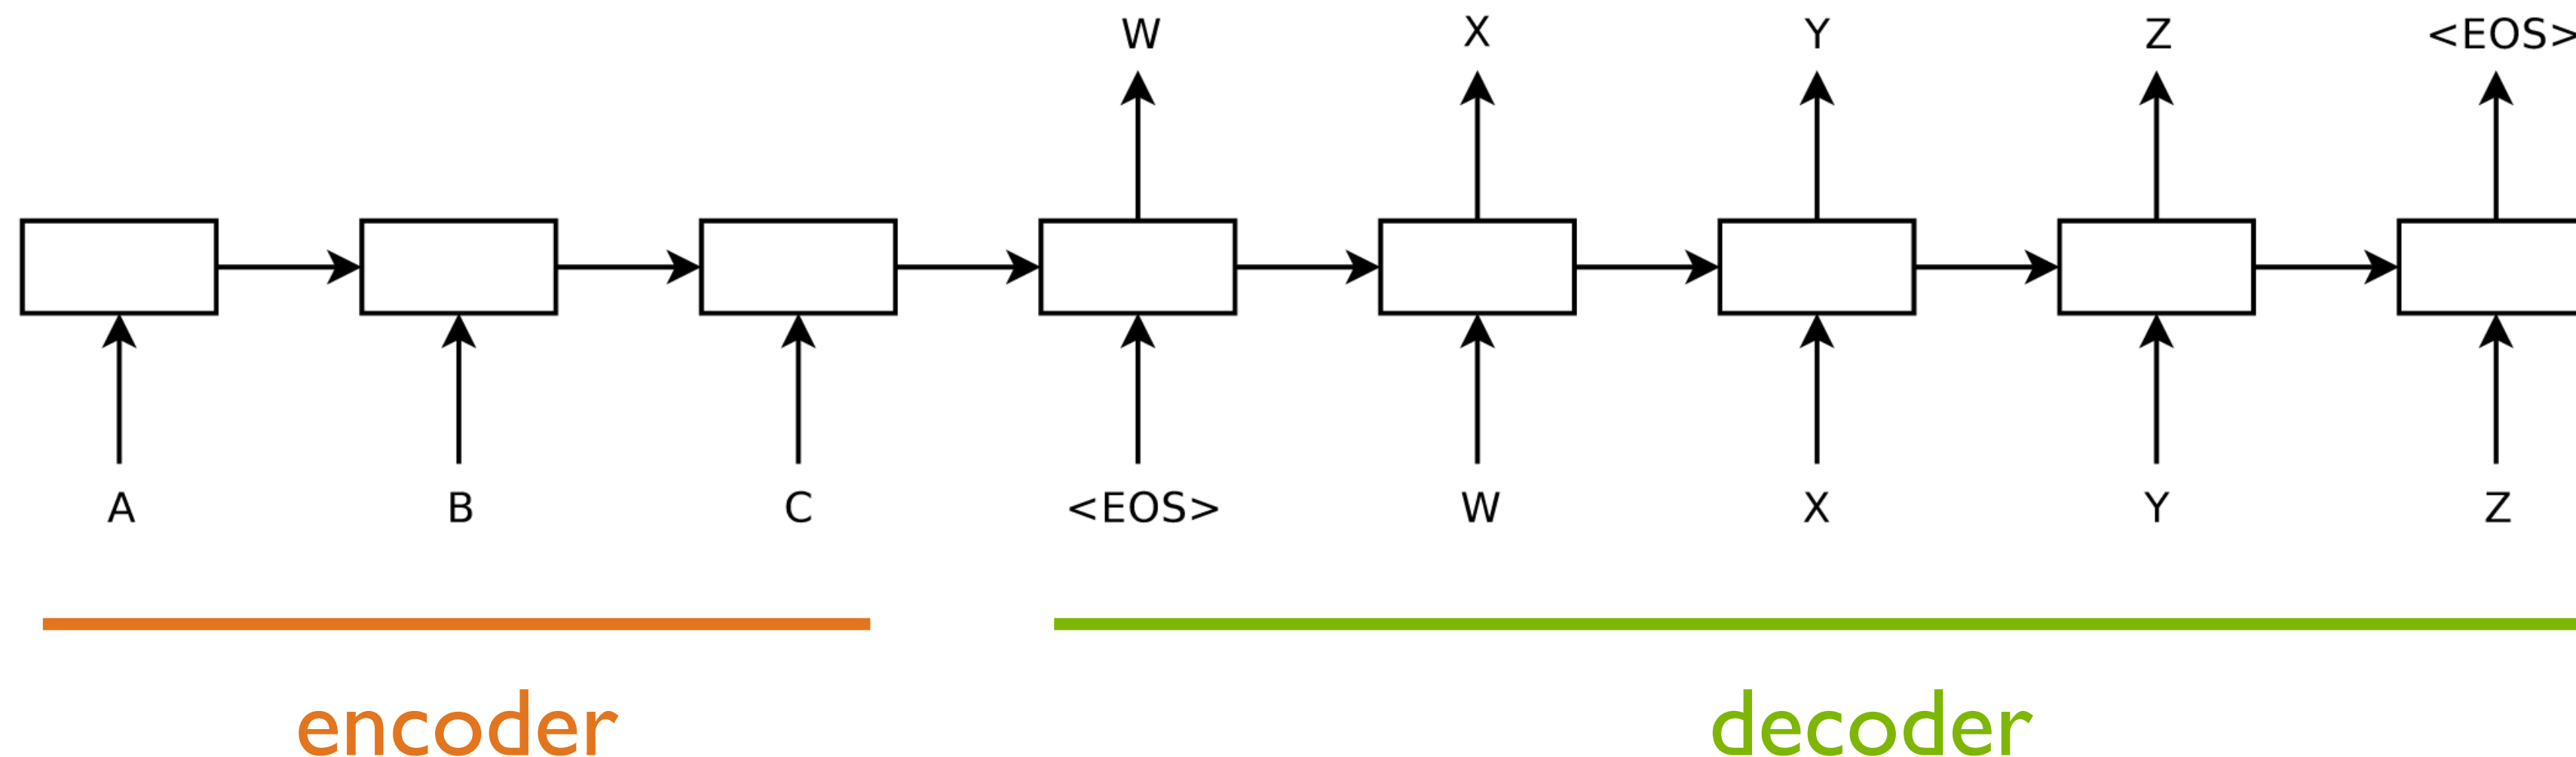 W X Y Z <EOS>
A B C <EOS> W X Y Z
encoder decoder